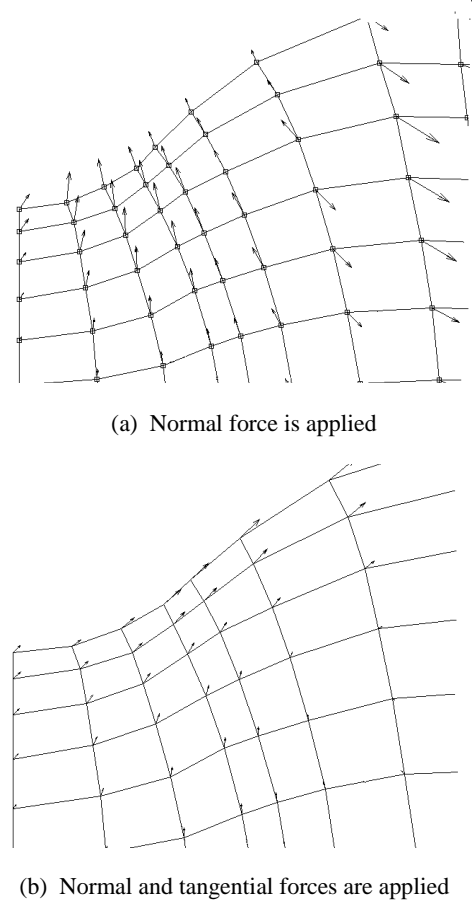 (a) Normal force is applied
(b) Normal and tangential forces are applied